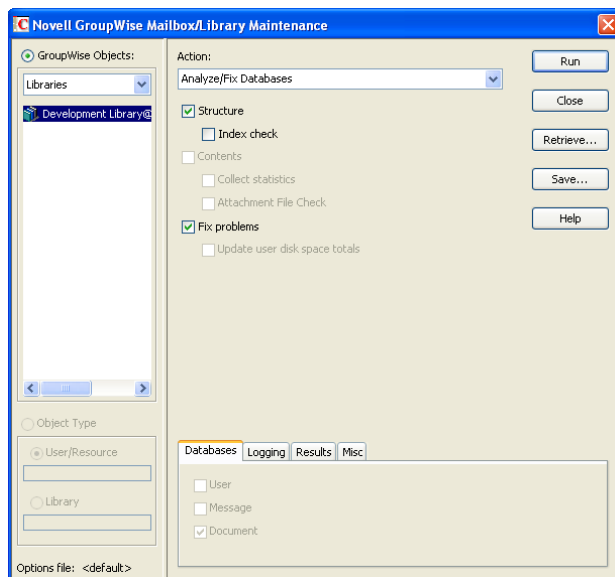 Novell GroupWise Mailbox/Library Maintenance
GroupWise Objects:
Libraries
Development Library@
Object Type
User/Resource
Library
Options file: <default>
Action:
Analyze/Fix Databases
Structure
Index check
Contents
Collect statistics
Attachment File Check
Fix problems
Update user disk space totals
Run
Close
Retrieve...
Save...
Help
Databases Logging Results Misc
User
Message
Document